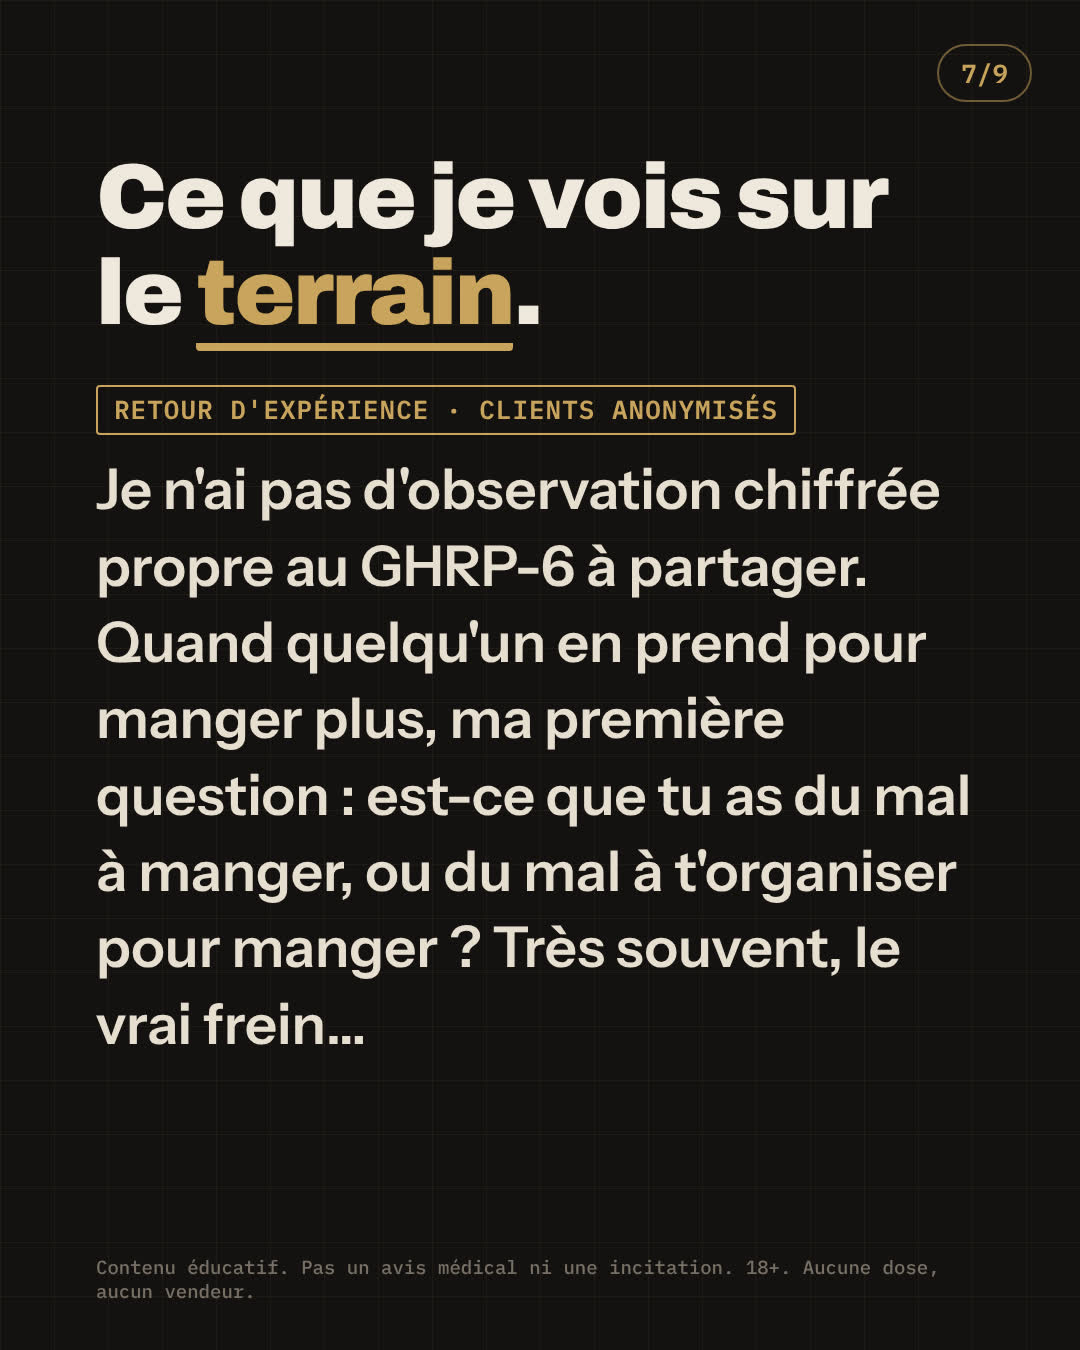 7/9
Ce que je vois sur
le terrain.
RETOUR D'EXPÉRIENCE · CLIENTS ANONYMISÉS
Je n'ai pas d'observation chiffrée
propre au GHRP-6 à partager.
Quand quelqu'un en prend pour
manger plus, ma première
question : est-ce que tu as du mal
à manger, ou du mal à t'organiser
pour manger ? Très souvent, le
vrai frein...
Contenu éducatif. Pas un avis médical ni une incitation. 18+. Aucune dose,
aucun vendeur.